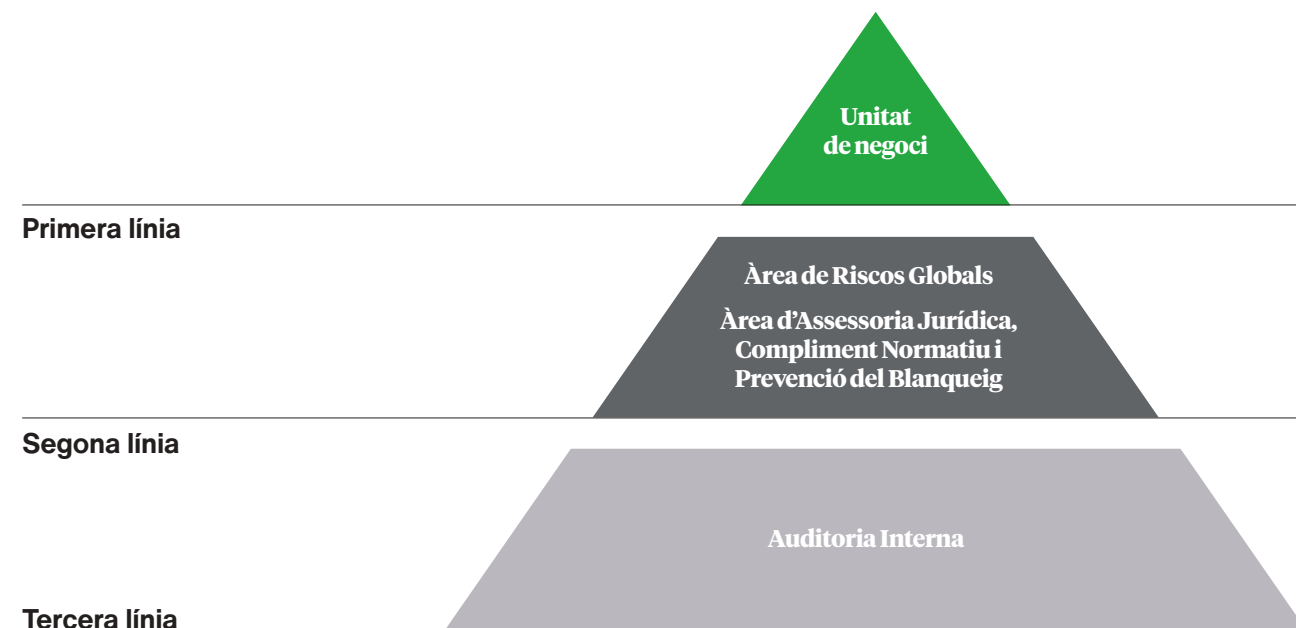 Unitat
de negoci
Primera línia
Àrea de Riscos Globals
Àrea d’Assessoria Jurídica,
Compliment Normatiu i
Prevenció del Blanqueig
Segona línia
Auditoria Interna
Tercera línia